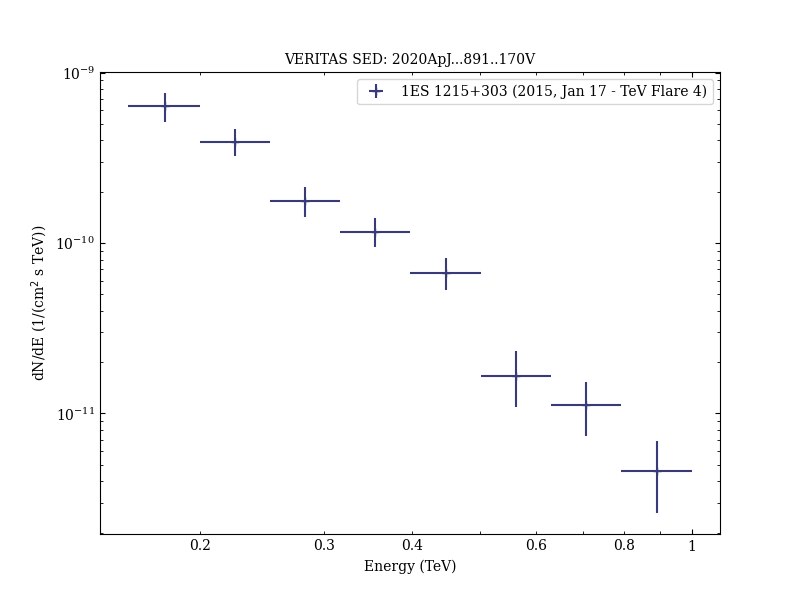 VERITAS SED: 2020ApJ...891..170V
1ES 1215+303 (2015, Jan 17 - TeV Flare 4)
dN/dE (1/(cm² s TeV))
10⁻⁹
10⁻¹⁰
10⁻¹¹
0.2 0.3 0.4 0.6 0.8 1
Energy (TeV)